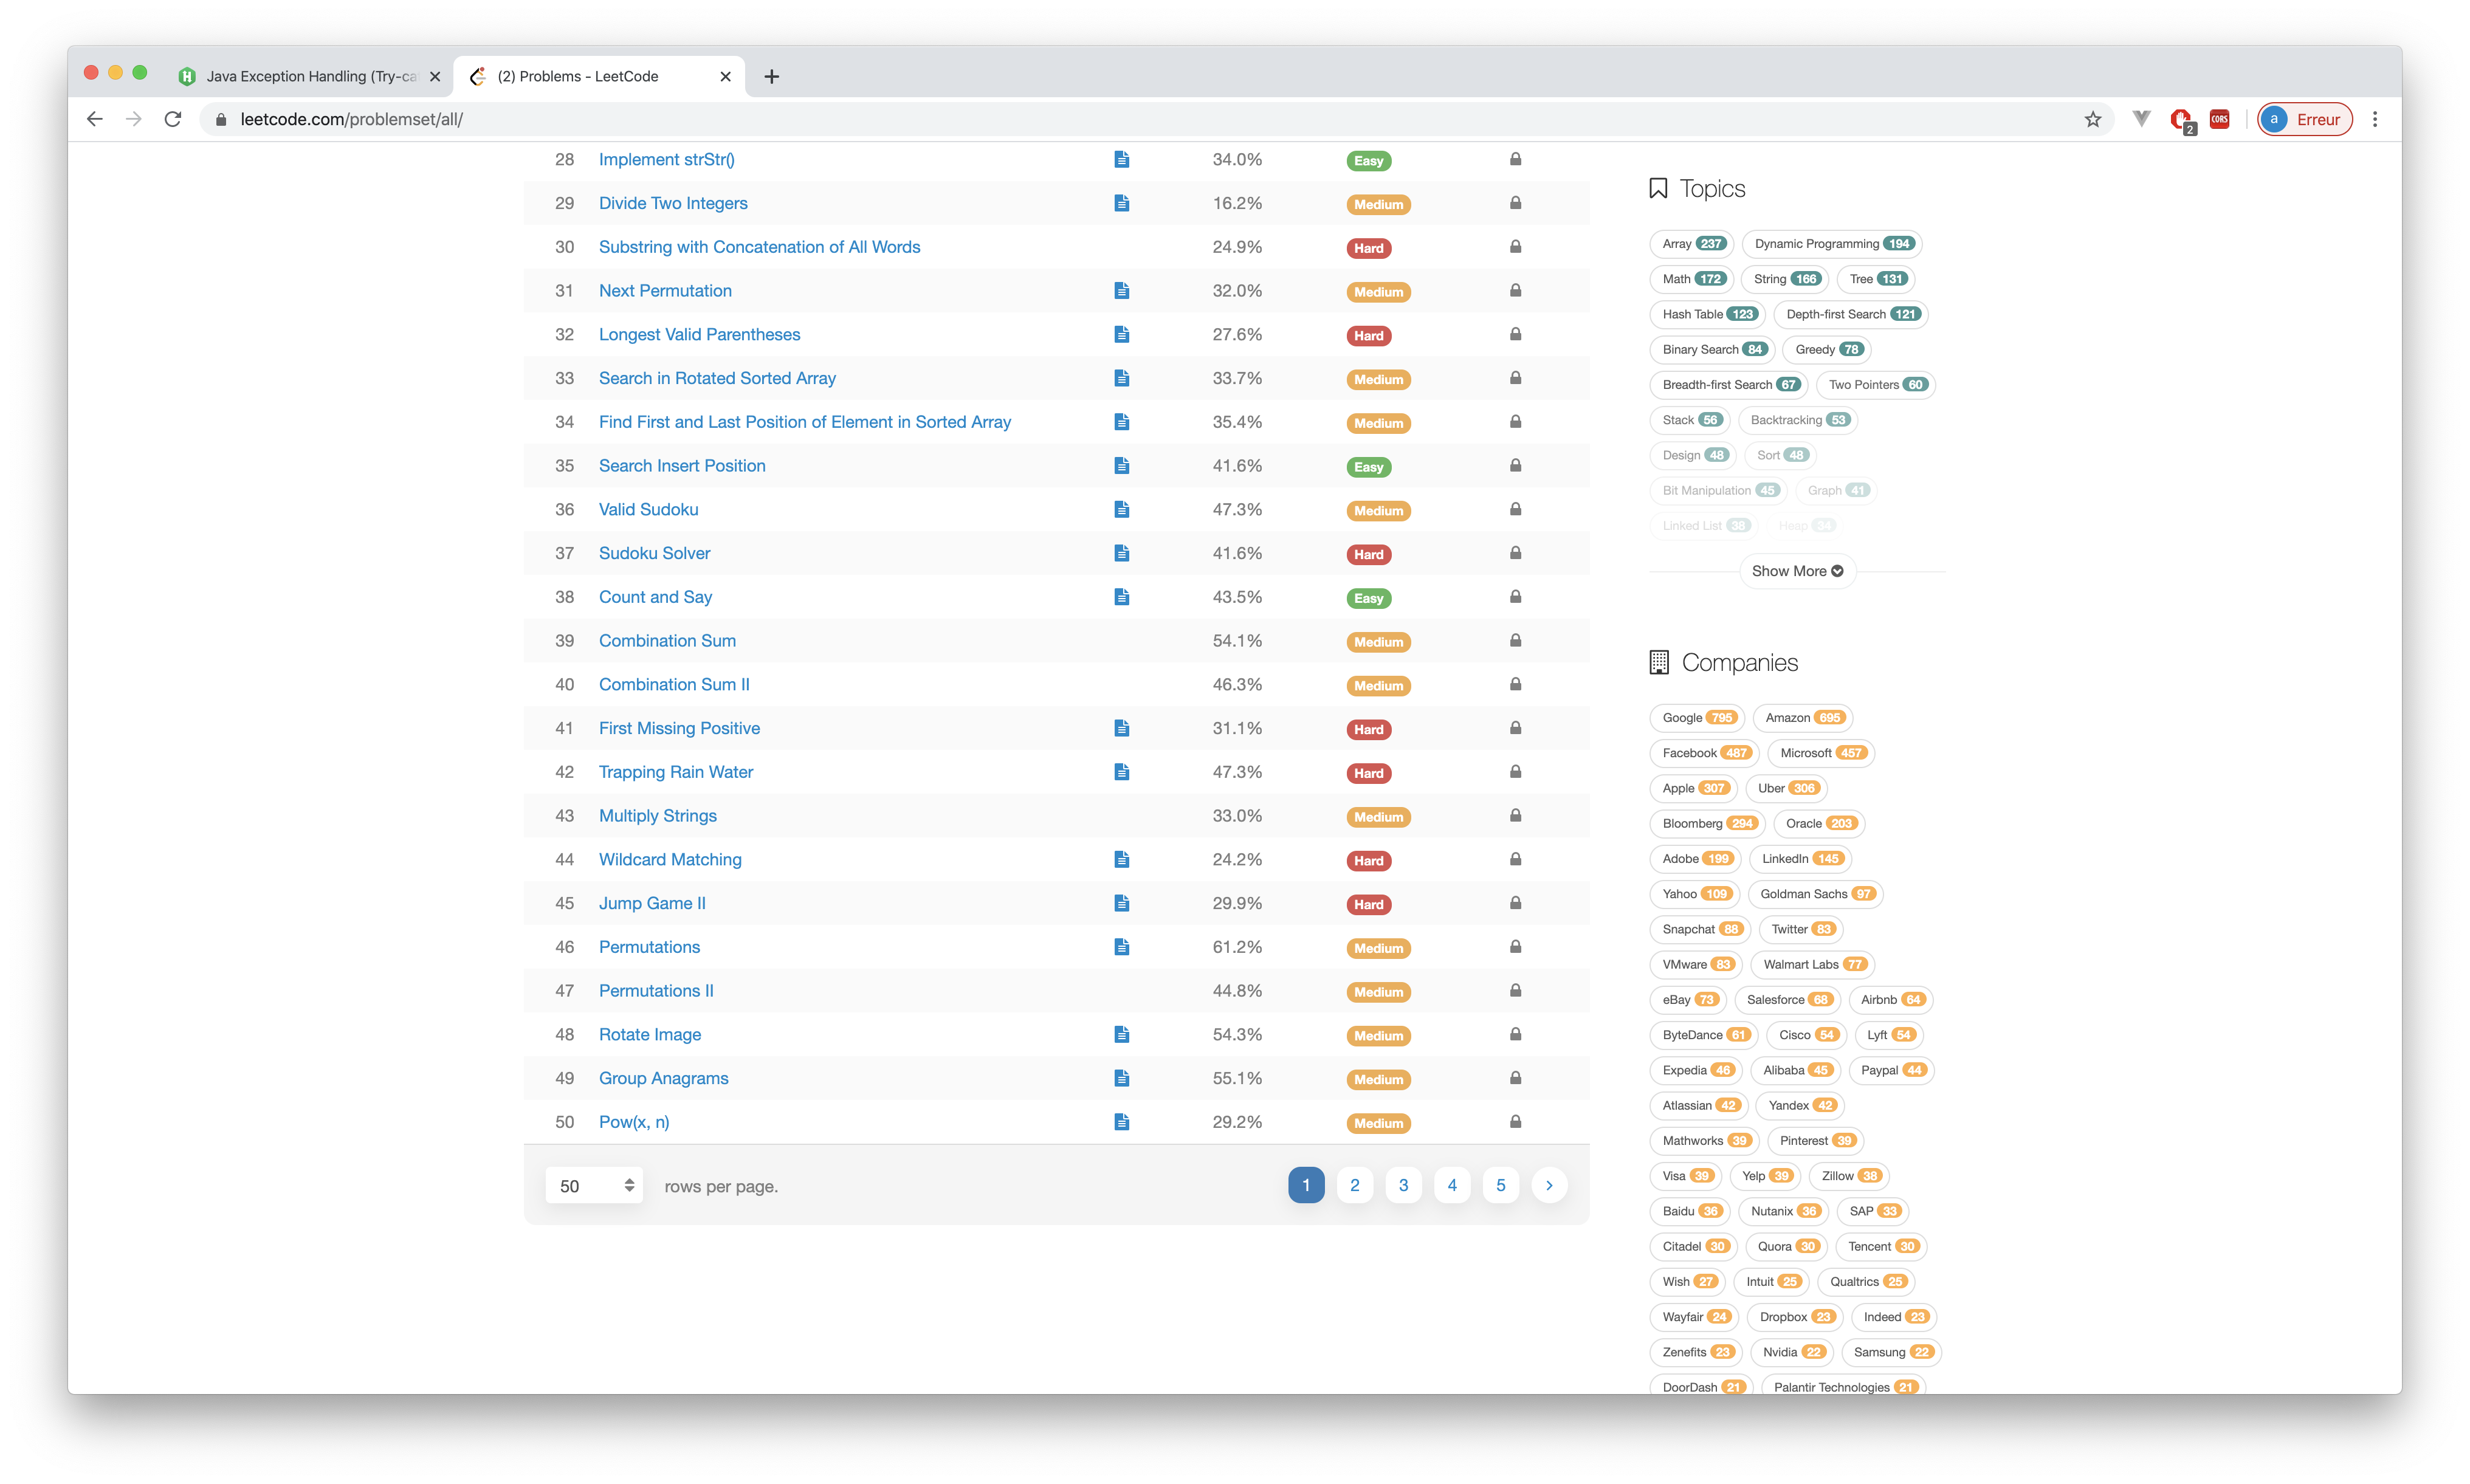 Java Exception Handling (Try-ca
(2) Problems - LeetCode
leetcode.com/problemset/all/
2
CORS
a Erreur
28 Implement strStr() 34.0% Easy
29 Divide Two Integers 16.2% Medium
30 Substring with Concatenation of All Words 24.9% Hard
31 Next Permutation 32.0% Medium
32 Longest Valid Parentheses 27.6% Hard
33 Search in Rotated Sorted Array 33.7% Medium
34 Find First and Last Position of Element in Sorted Array 35.4% Medium
35 Search Insert Position 41.6% Easy
36 Valid Sudoku 47.3% Medium
37 Sudoku Solver 41.6% Hard
38 Count and Say 43.5% Easy
39 Combination Sum 54.1% Medium
40 Combination Sum II 46.3% Medium
41 First Missing Positive 31.1% Hard
42 Trapping Rain Water 47.3% Hard
43 Multiply Strings 33.0% Medium
44 Wildcard Matching 24.2% Hard
45 Jump Game II 29.9% Hard
46 Permutations 61.2% Medium
47 Permutations II 44.8% Medium
48 Rotate Image 54.3% Medium
49 Group Anagrams 55.1% Medium
50 Pow(x, n) 29.2% Medium
50 rows per page. 1 2 3 4 5
Topics
Array 237 Dynamic Programming 194
Math 172 String 166 Tree 131
Hash Table 123 Depth-first Search 121
Binary Search 84 Greedy 78
Breadth-first Search 67 Two Pointers 60
Stack 56 Backtracking 53
Design 48 Sort 48
Bit Manipulation 45 Graph 41
Linked List 38 Heap 34
Show More
Companies
Google 795 Amazon 695
Facebook 487 Microsoft 457
Apple 307 Uber 306
Bloomberg 294 Oracle 203
Adobe 199 LinkedIn 145
Yahoo 109 Goldman Sachs 97
Snapchat 88 Twitter 83
VMware 83 Walmart Labs 77
eBay 73 Salesforce 68 Airbnb 64
ByteDance 61 Cisco 54 Lyft 54
Expedia 46 Alibaba 45 Paypal 44
Atlassian 42 Yandex 42
Mathworks 39 Pinterest 39
Visa 39 Yelp 39 Zillow 38
Baidu 36 Nutanix 36 SAP 33
Citadel 30 Quora 30 Tencent 30
Wish 27 Intuit 25 Qualtrics 25
Wayfair 24 Dropbox 23 Indeed 23
Zenefits 23 Nvidia 22 Samsung 22
DoorDash 21 Palantir Technologies 21